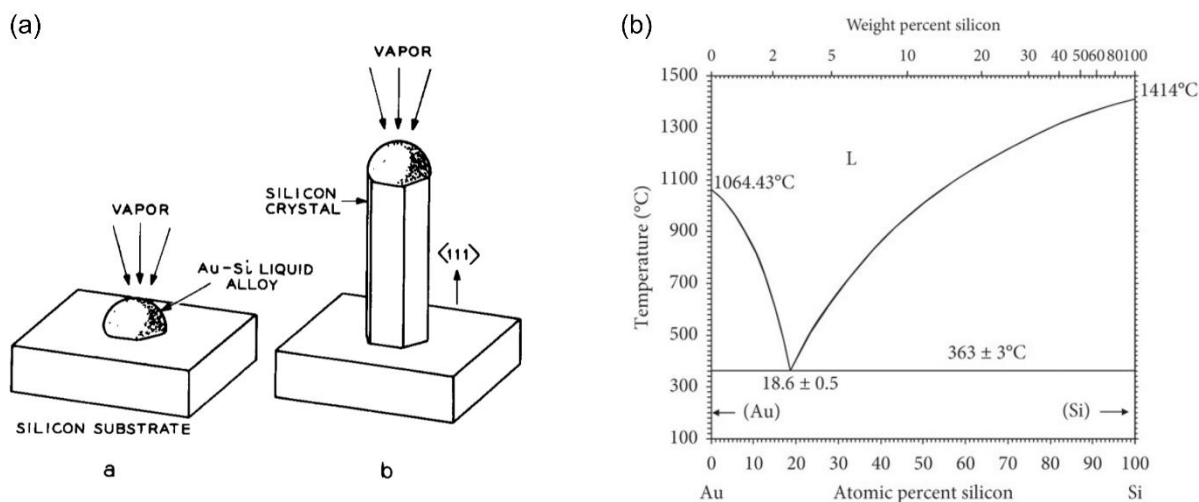 (a)
VAPOR
Au-Si LIQUID
ALLOY
SILICON SUBSTRATE
a
VAPOR
SILICON
CRYSTAL
⟨111⟩
b
(b)
Weight percent silicon
0 2 5 10 20 30 40 50 60 80 100
1500
1300
1100
900
700
500
300
100
Temperature (°C)
1414°C
L
1064.43°C
363 ± 3°C
18.6 ± 0.5
(Au)
(Si)
0 10 20 30 40 50 60 70 80 90 100
Au Atomic percent silicon Si